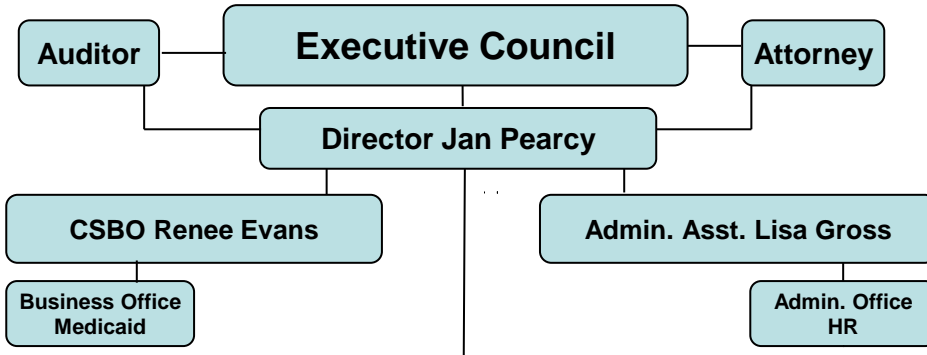 Executive Council
Auditor
Attorney
Director Jan Pearcy
CSBO Renee Evans
Admin. Asst. Lisa Gross
Business Office
Medicaid
Admin. Office
HR